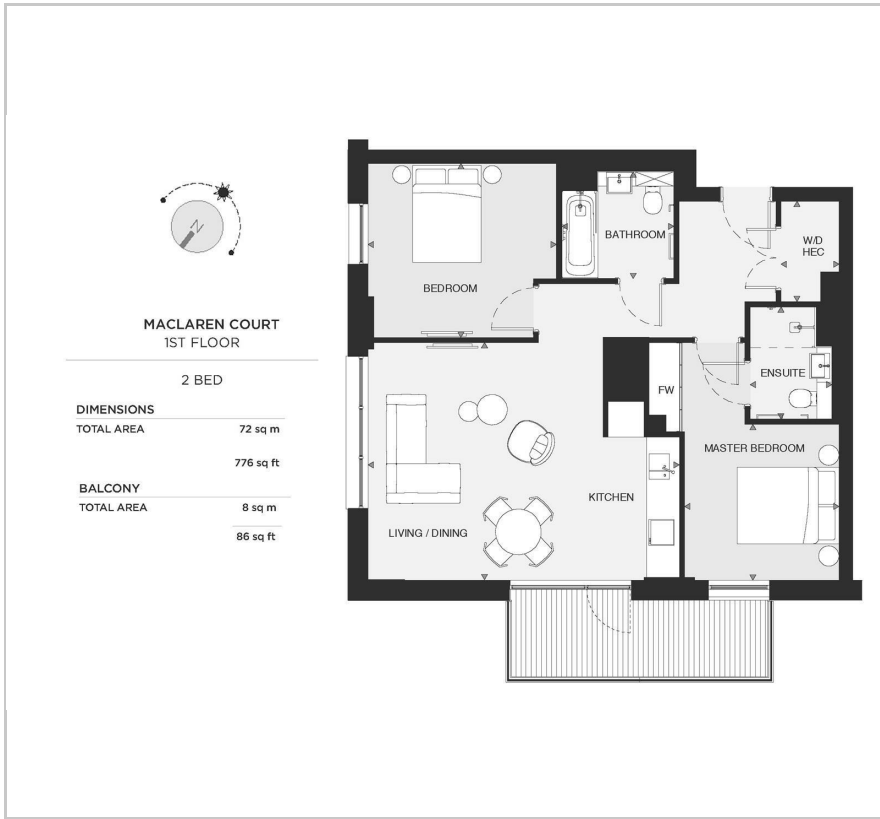 N
MACLAREN COURT
1ST FLOOR
2 BED
DIMENSIONS
TOTAL AREA 72 sq m
776 sq ft
BALCONY
TOTAL AREA 8 sq m
86 sq ft
BEDROOM
BATHROOM
W/D
HEC
ENSUITE
FW
MASTER BEDROOM
KITCHEN
LIVING / DINING